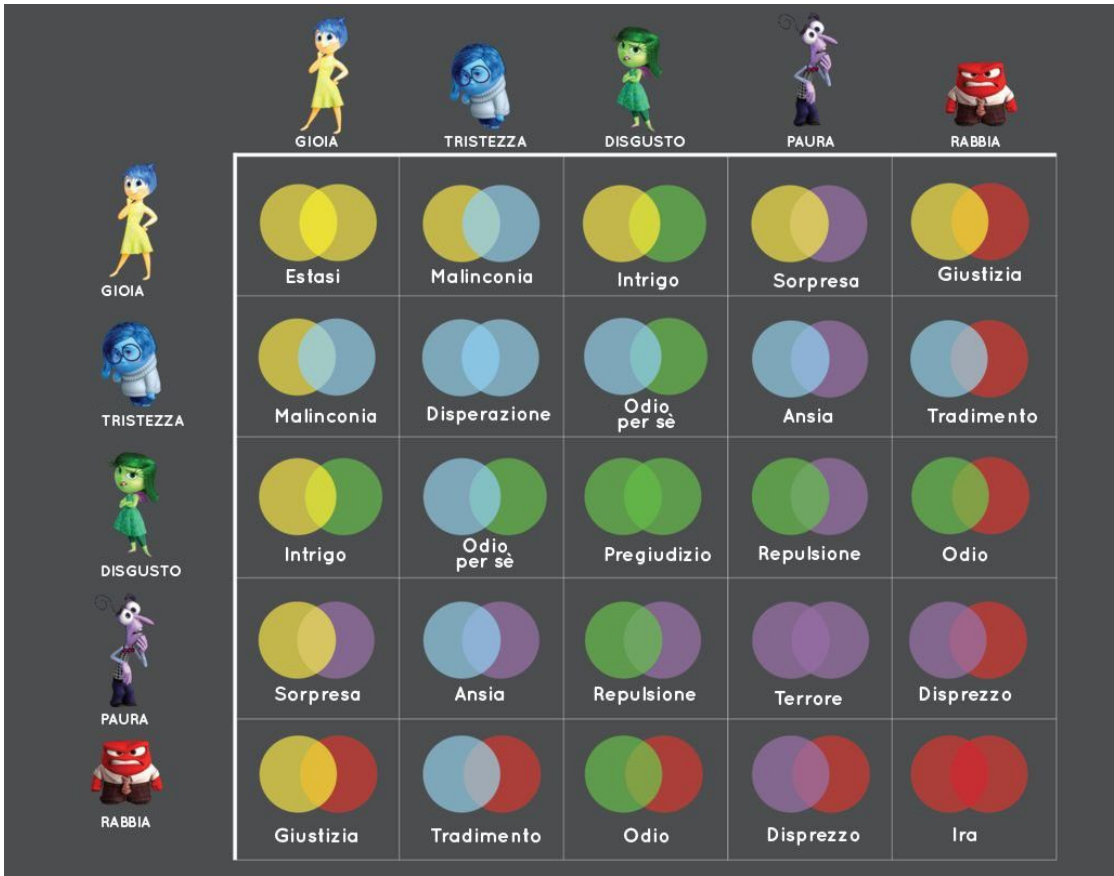 GIOIA
TRISTEZZA
DISGUSTO
PAURA
RABBIA
GIOIA
Estasi
Malinconia
Intrigo
Sorpresa
Giustizia
TRISTEZZA
Malinconia
Disperazione
Odio
per sè
Ansia
Tradimento
DISGUSTO
Intrigo
Odio
per sè
Pregiudizio
Repulsione
Odio
PAURA
Sorpresa
Ansia
Repulsione
Terrore
Disprezzo
RABBIA
Giustizia
Tradimento
Odio
Disprezzo
Ira